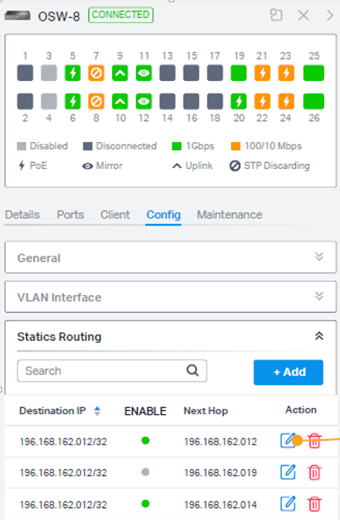 OSW-8 CONNECTED
1 3 5 7 9 11 13 15 17 19 21 23 25
2 4 6 8 10 12 14 16 18 20 22 24 26
Disabled Disconnected 1Gbps 100/10 Mbps
PoE Mirror Uplink STP Discarding
Details Ports Client Config Maintenance
General
VLAN Interface
Statics Routing
Search + Add
Destination IP ENABLE Next Hop Action
196.168.162.012/32 196.168.162.012
196.168.162.012/32 196.168.162.019
196.168.162.012/32 196.168.162.014